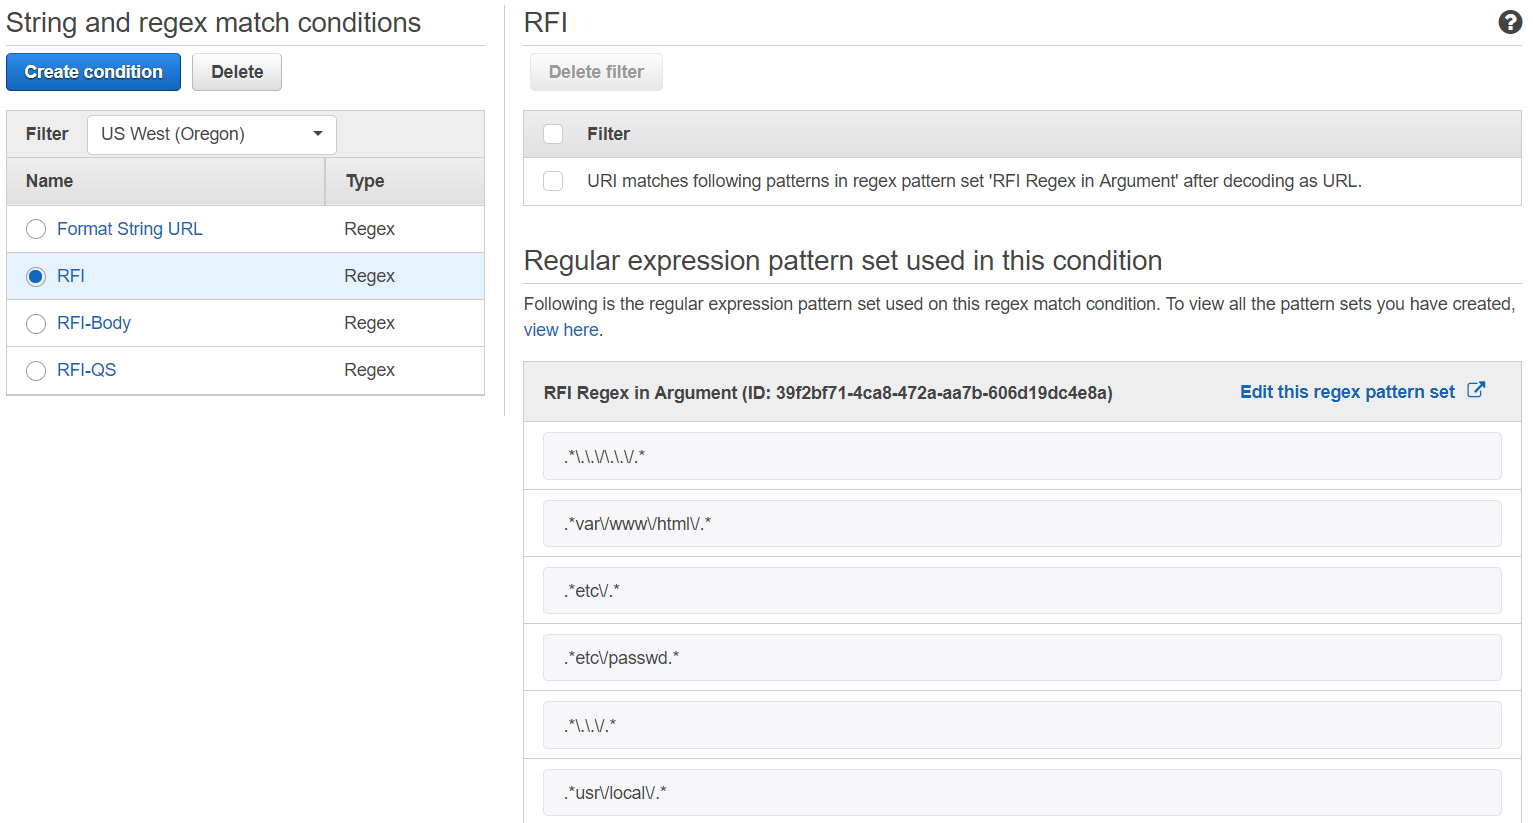 String and regex match conditions
Create condition
Delete
Filter
US West (Oregon)
Name
Type
Format String URL
Regex
RFI
Regex
RFI-Body
Regex
RFI-QS
Regex
RFI
?
Delete filter
Filter
URI matches following patterns in regex pattern set 'RFI Regex in Argument' after decoding as URL.
Regular expression pattern set used in this condition
Following is the regular expression pattern set used on this regex match condition. To view all the pattern sets you have created,
view here.
RFI Regex in Argument (ID: 39f2bf71-4ca8-472a-aa7b-606d19dc4e8a)
Edit this regex pattern set
.*\.\.\/\.\.\/.*
.*var\/www\/html\/.*
.*etc\/.*
.*etc\/passwd.*
.*\.\.\/.*
.*usr\/local\/.*